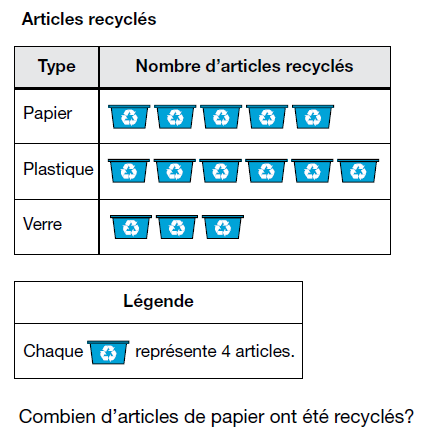 Articles recyclés
Type Nombre d’articles recyclés
Papier
Plastique
Verre
Légende
Chaque représente 4 articles.
Combien d’articles de papier ont été recyclés?